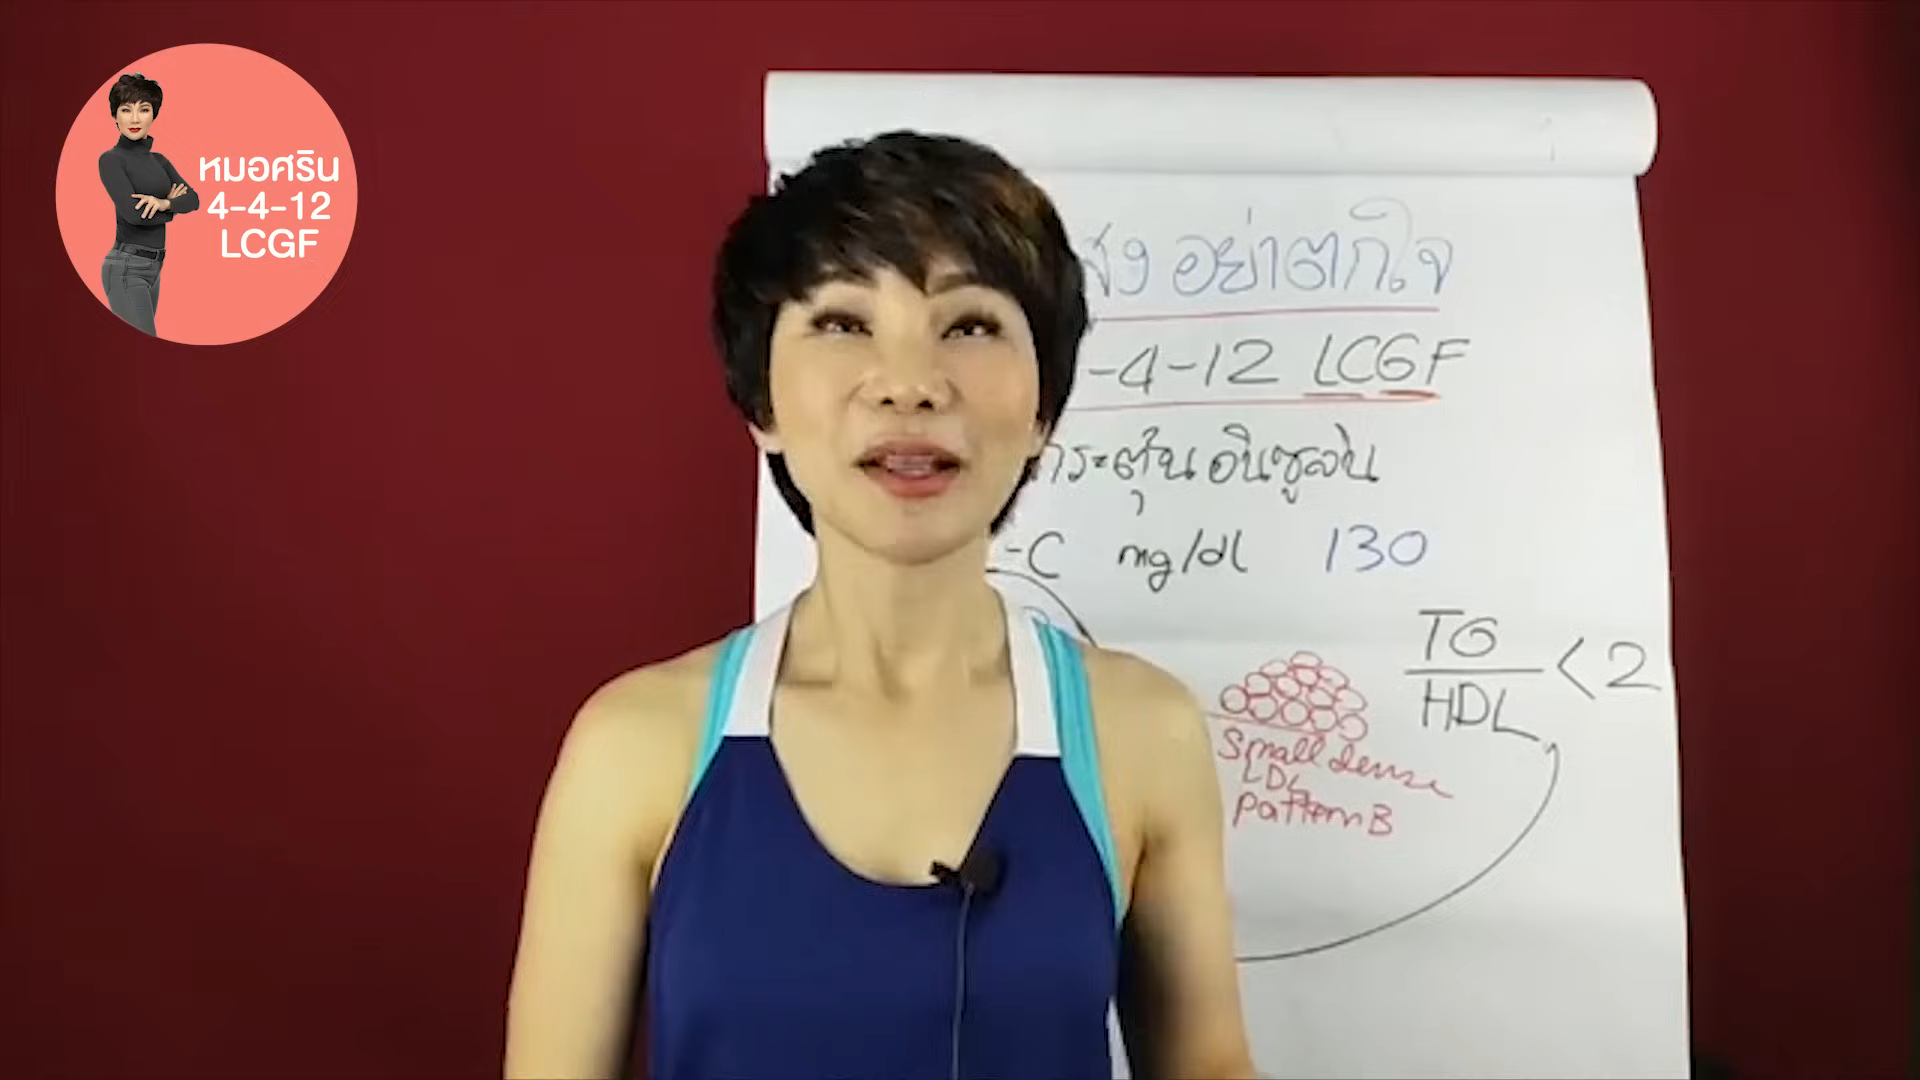 หมอศริน
4-4-12
LCGF
สูง อย่าตกใจ
-4-12 LCGF
กระตุ้น อินซูลิน
-C mg/dl 130
TG
HDL
< 2
Small dense
LDL
pattern B